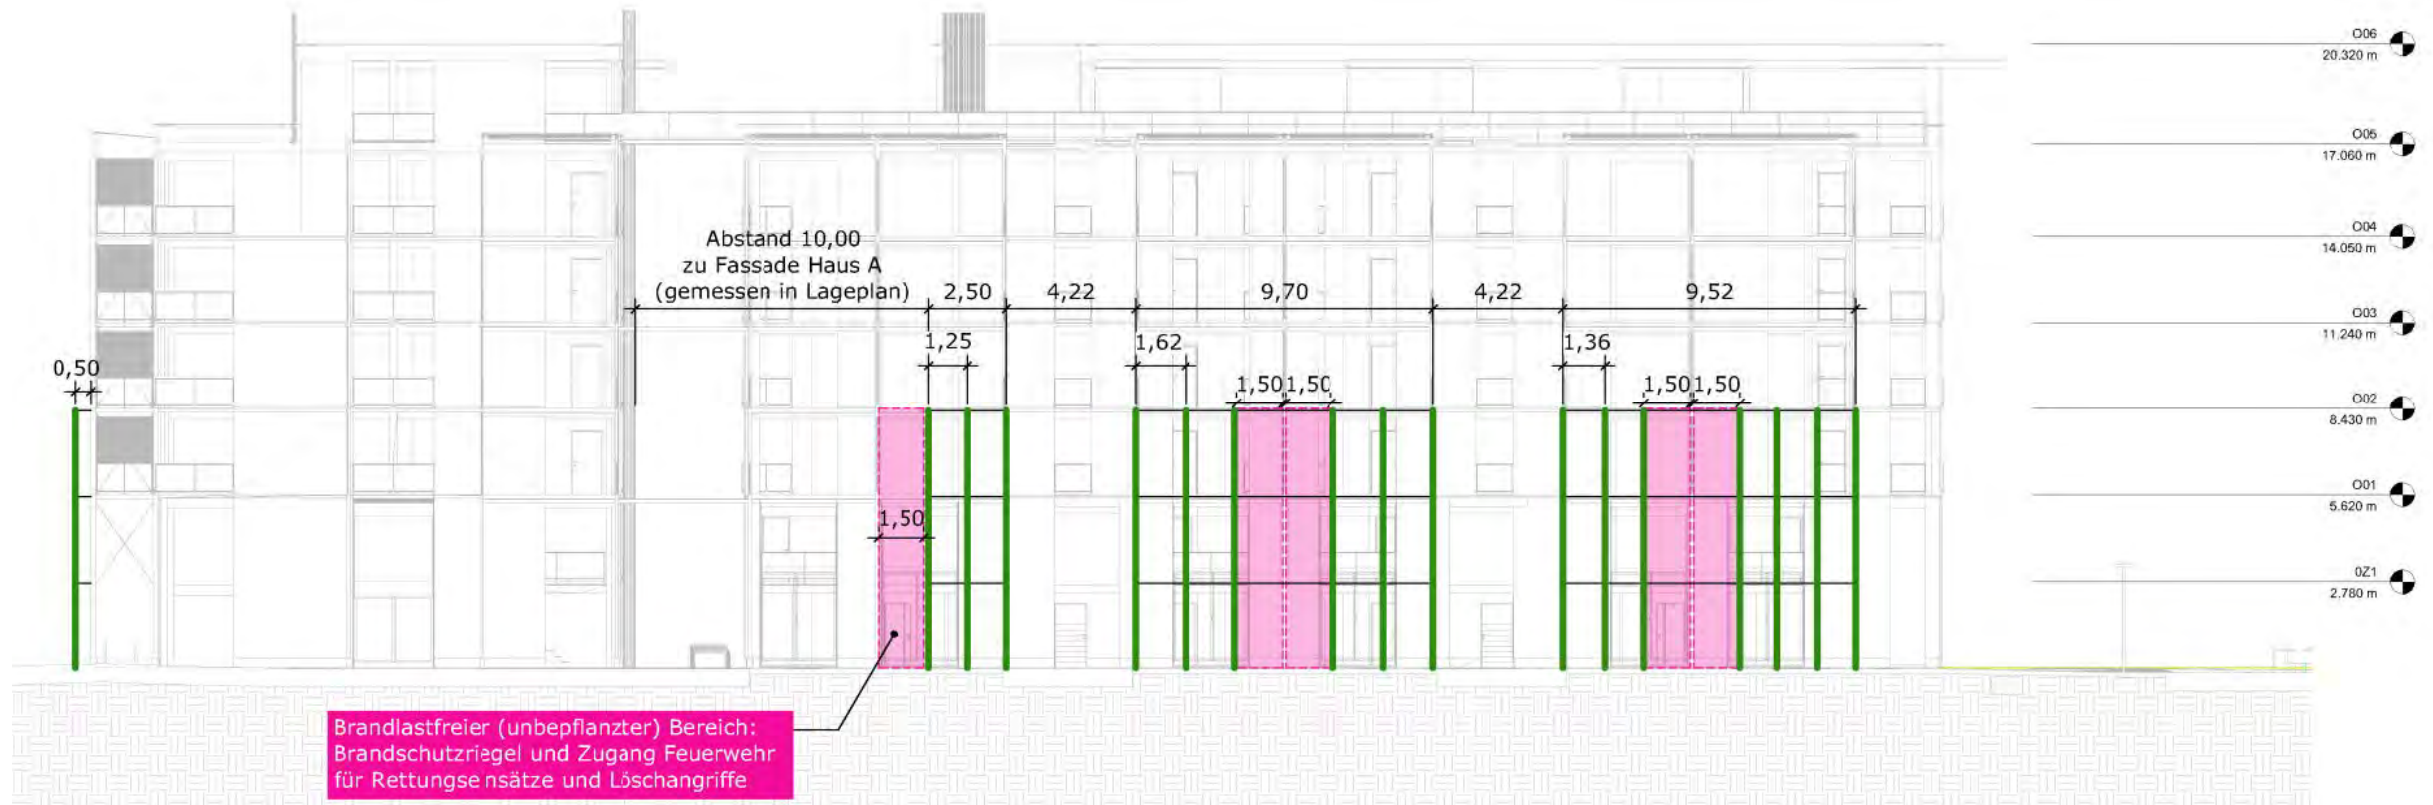 O06
20.320 m
O05
17.060 m
O04
14.050 m
Abstand 10,00
zu Fassade Haus A
(gemessen in Lageplan)
2,50
4,22
9,70
4,22
9,52
O03
11.240 m
1,25
1,62
1,36
0,50
1,50
1,50
1,50
1,50
O02
8.430 m
O01
5.620 m
1,50
0Z1
2.780 m
Brandlastfreier (unbepflanzter) Bereich:
Brandschutzriegel und Zugang Feuerwehr
für Rettungseinsätze und Löschangriffe